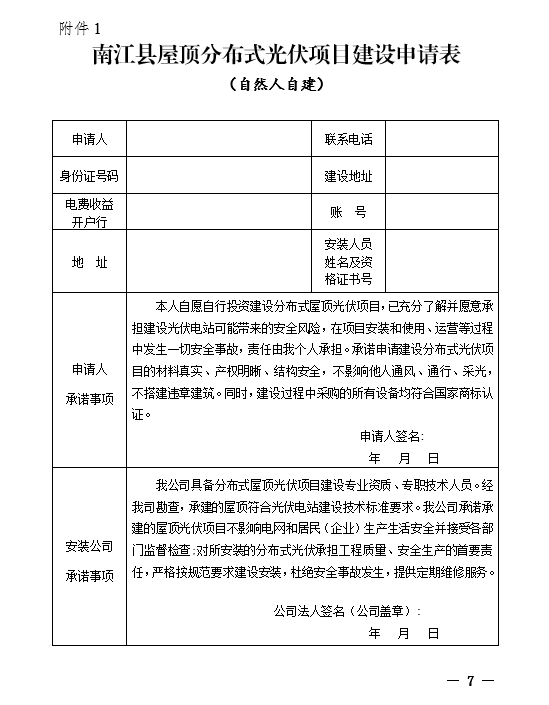 附件1
南江县屋顶分布式光伏项目建设申请表
（自然人自建）
申请人
联系电话
身份证号码
建设地址
电费收益
开户行
账 号
地 址
安装人员
姓名及资
格证书号
申请人
承诺事项
本人自愿自行投资建设分布式屋顶光伏项目，已充分了解并愿意承
担建设光伏电站可能带来的安全风险，在项目安装和使用、运营等过程
中发生一切安全事故，责任由我个人承担。承诺申请建设分布式光伏项
目的材料真实、产权明晰、结构安全，不影响他人通风、通行、采光，
不搭建违章建筑。同时，建设过程中采购的所有设备均符合国家商标认
证。
申请人签名:
年 月 日
安装公司
承诺事项
我公司具备分布式屋顶光伏项目建设专业资质、专职技术人员。经
我司勘查，承建的屋顶符合光伏电站建设技术标准要求。我公司承诺承
建的屋顶光伏项目不影响电网和居民（企业）生产生活安全并接受各部
门监督检查；对所安装的分布式光伏承担工程质量、安全生产的首要责
任，严格按规范要求建设安装，杜绝安全事故发生，提供定期维修服务。
公司法人签名（公司盖章）:
年 月 日
— 7 —